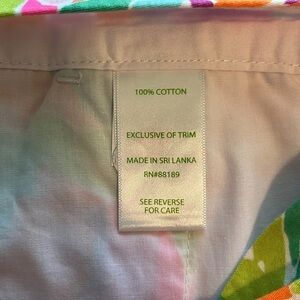 100% COTTON
EXCLUSIVE OF TRIM
MADE IN SRI LANKA
RN#88189
SEE REVERSE
FOR CARE